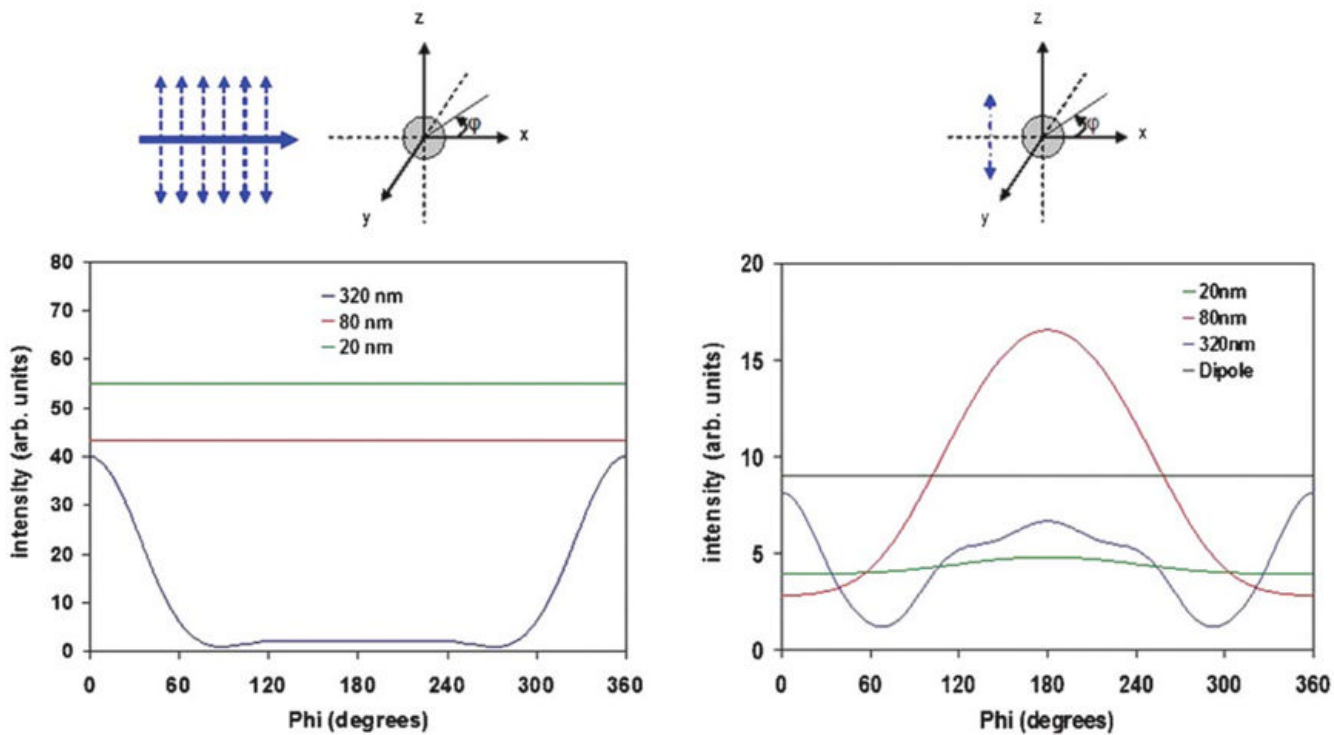 z
φ
x
y
z
φ
x
y
intensity (arb. units)
80
70
60
50
40
30
20
10
0
320 nm
80 nm
20 nm
0 60 120 180 240 300 360
Phi (degrees)
intensity (arb. units)
20
15
10
5
0
20nm
80nm
320nm
Dipole
0 60 120 180 240 300 360
Phi (degrees)